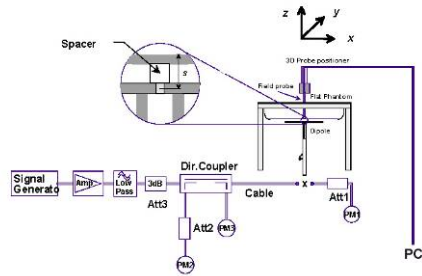 z
y
x
Spacer
s
3D Probe positioner
Field probe
Flat Phantom
Dipole
Dir.Coupler
Signal
Generato
Amp
Low
Pass
3dB
Cable
x
Att1
Att3
Att2
PM3
PM1
PM2
PC